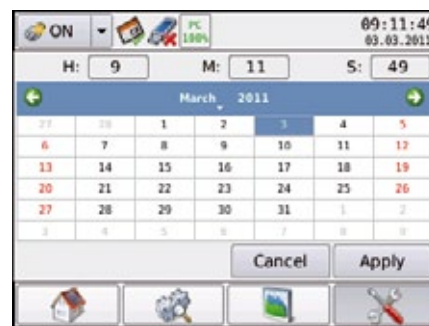 ON PC 100% 09:11:49
03.03.2011
H: 9 M: 11 S: 49
March 2011
27 28 1 2 3 4 5
6 7 8 9 10 11 12
13 14 15 16 17 18 19
20 21 22 23 24 25 26
27 28 29 30 31 1 2
3 4 5 6 7 8 9
Cancel Apply